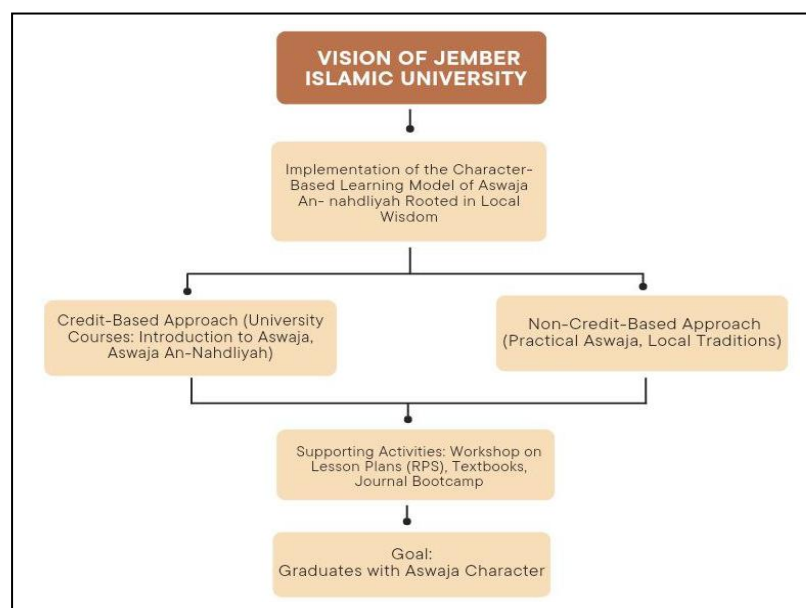 VISION OF JEMBER
ISLAMIC UNIVERSITY
Implementation of the Character-
Based Learning Model of Aswaja
An- nahdliyah Rooted in Local
Wisdom
Credit-Based Approach (University
Courses: Introduction to Aswaja,
Aswaja An-Nahdliyah)
Non-Credit-Based Approach
(Practical Aswaja, Local Traditions)
Supporting Activities: Workshop on
Lesson Plans (RPS), Textbooks,
Journal Bootcamp
Goal:
Graduates with Aswaja Character